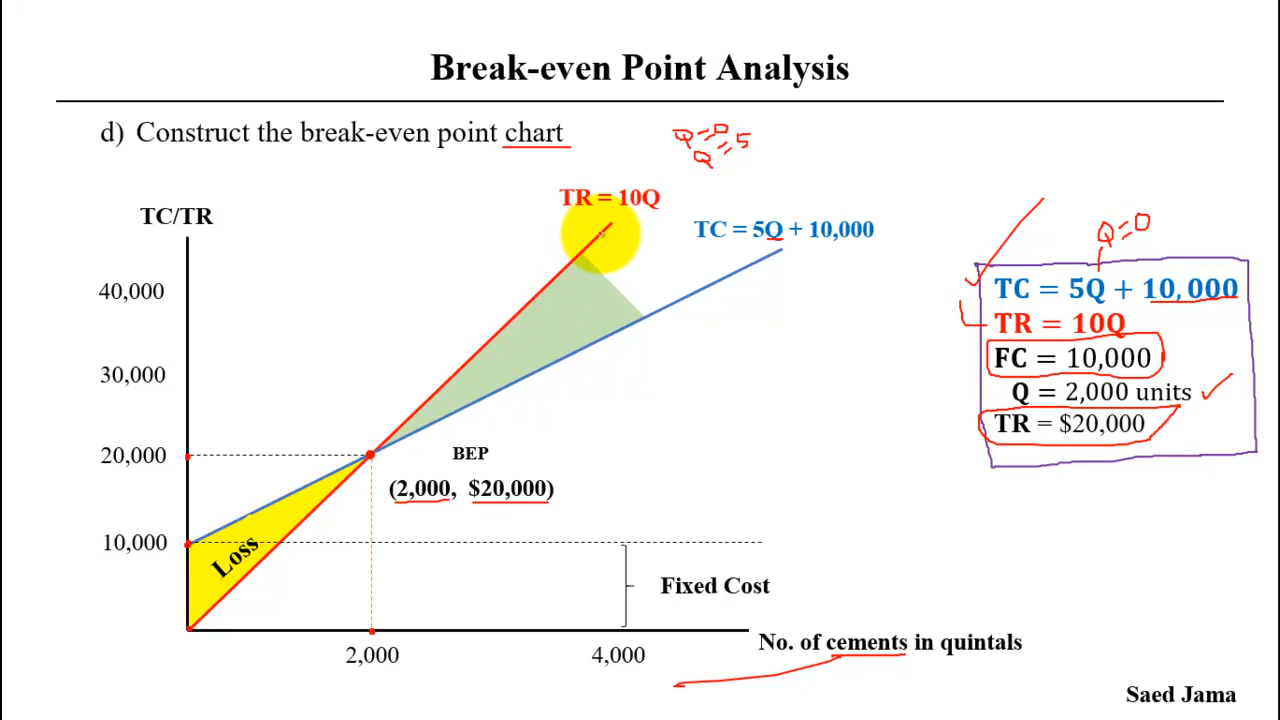 Break-even Point Analysis
d) Construct the break-even point chart
Q=0
Q=5
TR = 10Q
TC/TR
TC = 5Q + 10,000
Q=0
40,000
TC = 5Q + 10,000
TR = 10Q
30,000
FC = 10,000
Q = 2,000 units
TR = $20,000
20,000
BEP
(2,000, $20,000)
10,000
Loss
Fixed Cost
No. of cements in quintals
2,000
4,000
Saed Jama